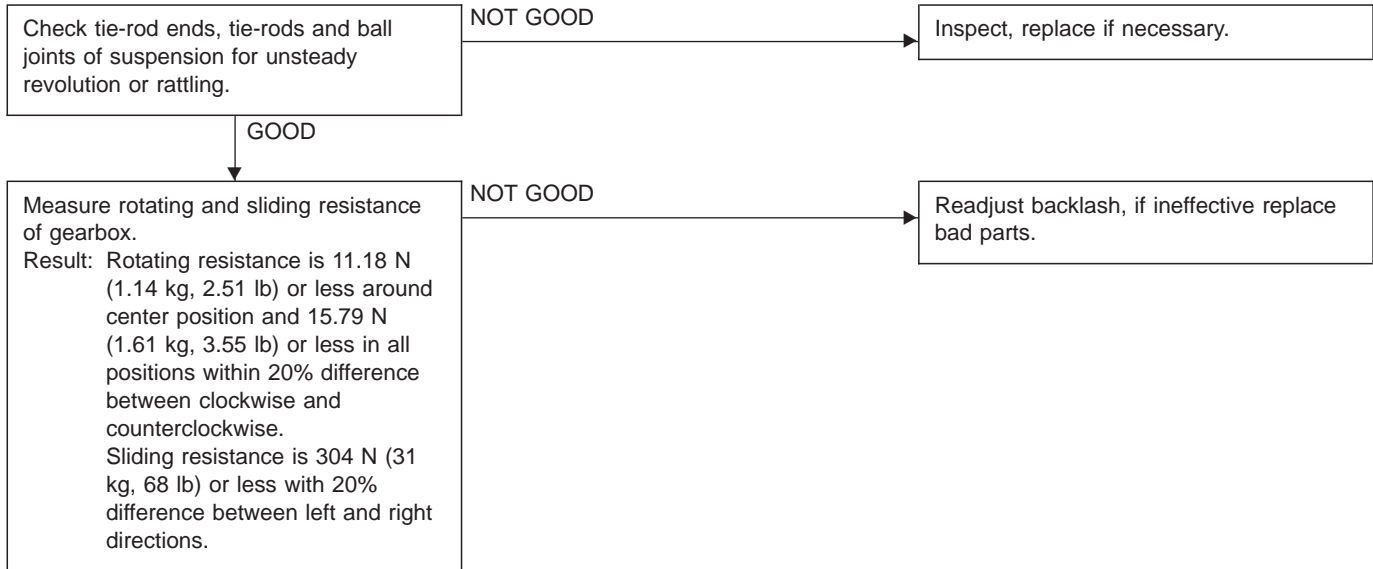 Check tie-rod ends, tie-rods and ball
joints of suspension for unsteady
revolution or rattling.
NOT GOOD
Inspect, replace if necessary.
GOOD
Measure rotating and sliding resistance
of gearbox.
Result: Rotating resistance is 11.18 N
(1.14 kg, 2.51 lb) or less around
center position and 15.79 N
(1.61 kg, 3.55 lb) or less in all
positions within 20% difference
between clockwise and
counterclockwise.
Sliding resistance is 304 N (31
kg, 68 lb) or less with 20%
difference between left and right
directions.
NOT GOOD
Readjust backlash, if ineffective replace
bad parts.